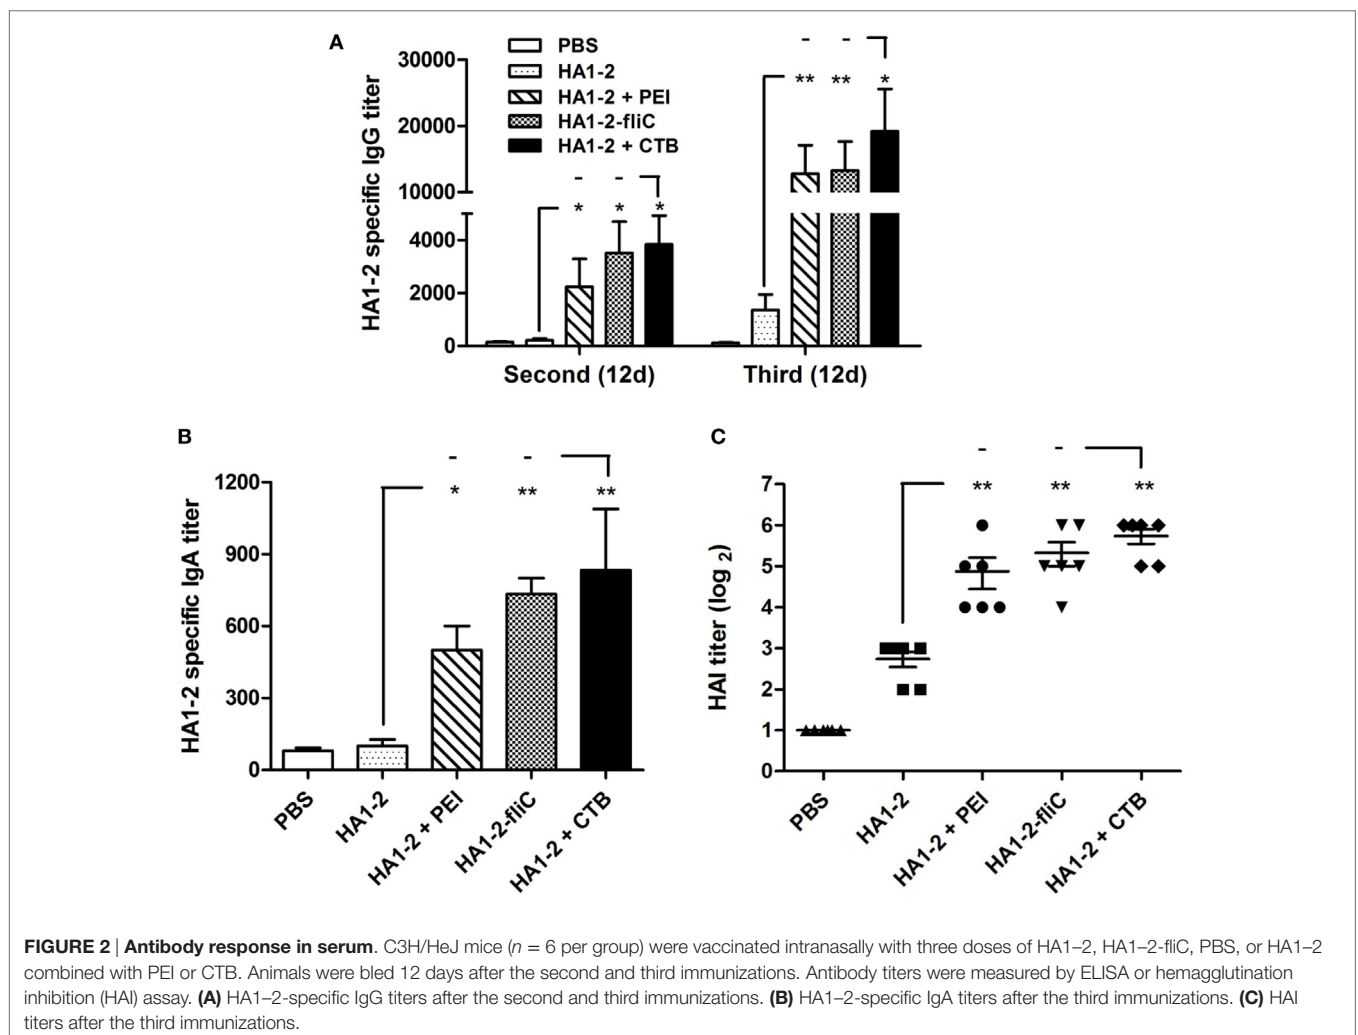 A
PBS
HA1-2
HA1-2 + PEI
HA1-2-fliC
HA1-2 + CTB
HA1-2 specific IgG titer
30000
20000
10000
4000
2000
0
- - -
* * *
- -
** ** *
Second (12d)
Third (12d)
B
HA1-2 specific IgA titer
1200
900
600
300
0
- -
* ** **
PBS
HA1-2
HA1-2 + PEI
HA1-2-fliC
HA1-2 + CTB
C
HAI titer (log 2)
7
6
5
4
3
2
1
0
- -
** ** **
PBS
HA1-2
HA1-2 + PEI
HA1-2-fliC
HA1-2 + CTB
FIGURE 2 | Antibody response in serum. C3H/HeJ mice (n = 6 per group) were vaccinated intranasally with three doses of HA1–2, HA1–2-fliC, PBS, or HA1–2
combined with PEI or CTB. Animals were bled 12 days after the second and third immunizations. Antibody titers were measured by ELISA or hemagglutination
inhibition (HAI) assay. (A) HA1–2-specific IgG titers after the second and third immunizations. (B) HA1–2-specific IgA titers after the third immunizations. (C) HAI
titers after the third immunizations.